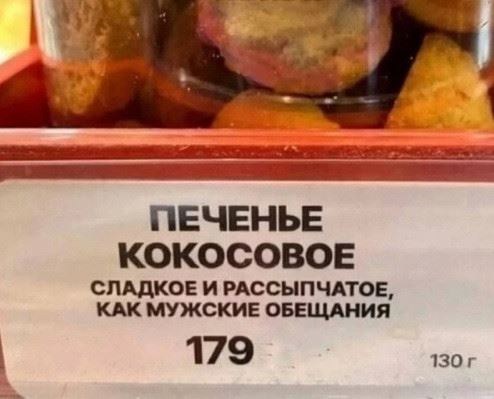 ПЕЧЕНЬЕ
КОКОСОВОЕ
СЛАДКОЕ И РАССЫПЧАТОЕ,
КАК МУЖСКИЕ ОБЕЩАНИЯ
179
130 г